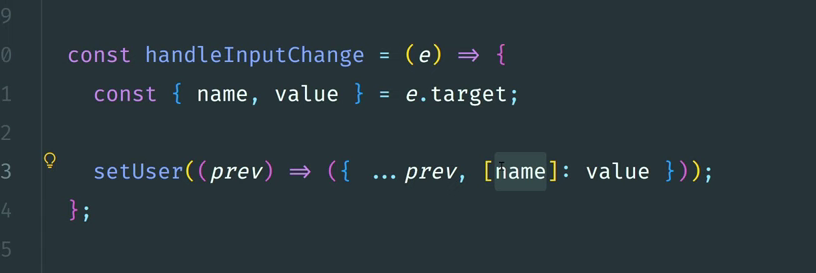 9
0 const handleInputChange = (e) => {
1 const { name, value } = e.target;
2
3 setUser((prev) => ({ ...prev, [name]: value }));
4 };
5